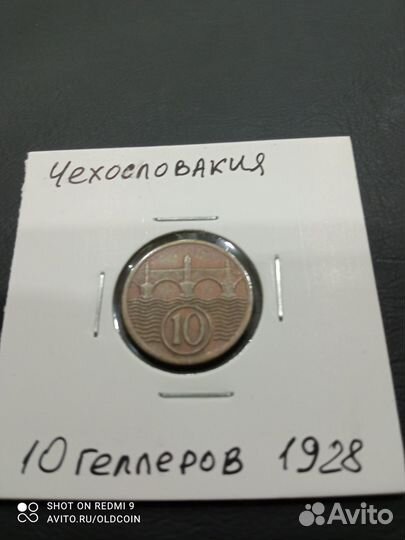 Чехословакия
10
10 геллеров 1928
SHOT ON REDMI 9
AVITO.RU/OLDCOIN
Avito